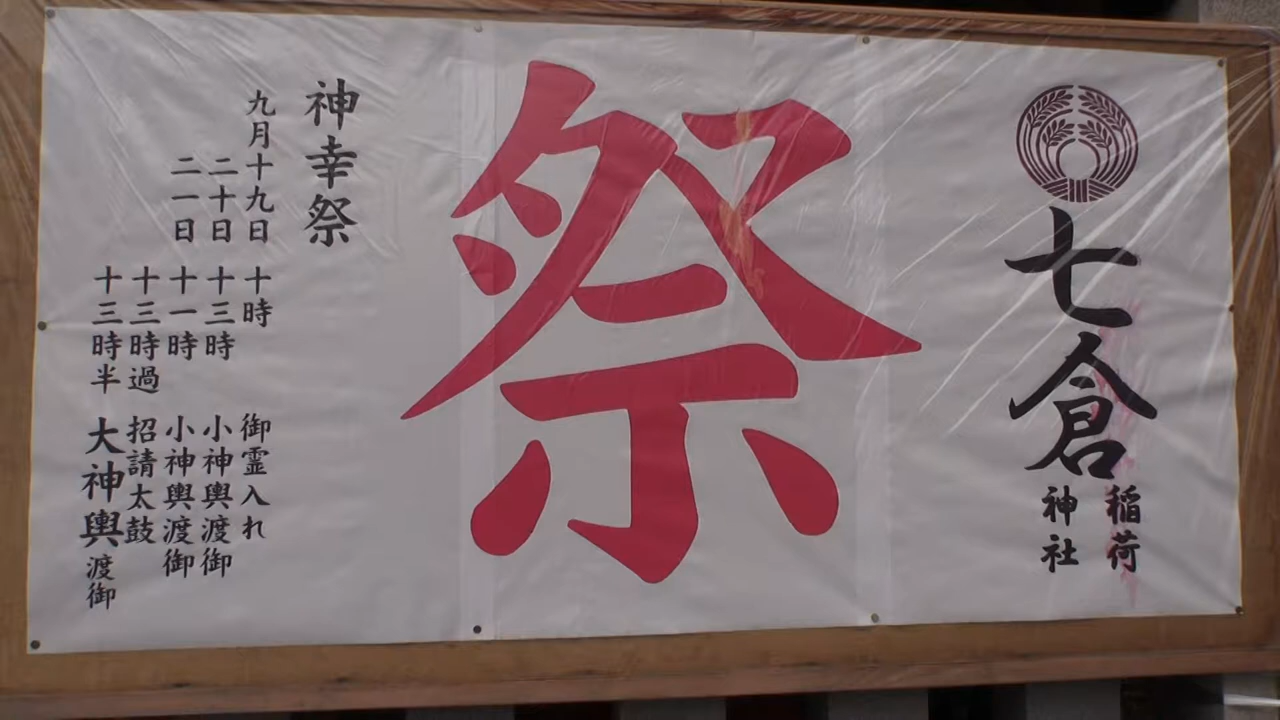 七倉
稲荷
神社
祭
神幸祭
九月十九日 十時 御霊入れ
二十日 十三時 小神輿渡御
二一日 十一時 小神輿渡御
十三時過 招請太鼓
十三時半 大神輿渡御